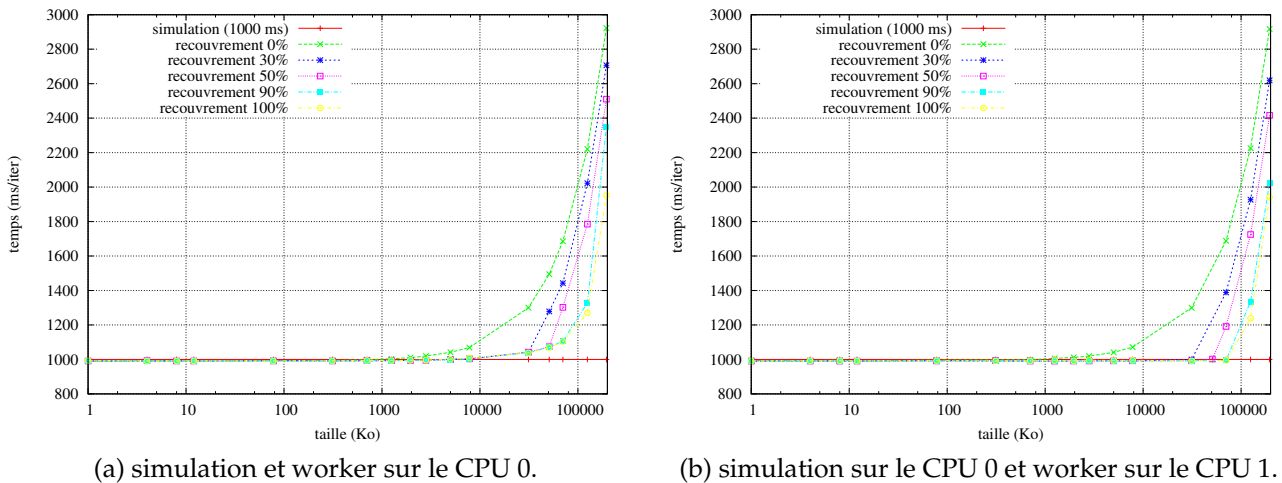 3000
2800
2600
2400
2200
2000
1800
1600
1400
1200
1000
800
temps (ms/iter)
simulation (1000 ms)
recouvrement 0%
recouvrement 30%
recouvrement 50%
recouvrement 90%
recouvrement 100%
1 10 100 1000 10000 100000
taille (Ko)
(a) simulation et worker sur le CPU 0.
3000
2800
2600
2400
2200
2000
1800
1600
1400
1200
1000
800
temps (ms/iter)
simulation (1000 ms)
recouvrement 0%
recouvrement 30%
recouvrement 50%
recouvrement 90%
recouvrement 100%
1 10 100 1000 10000 100000
taille (Ko)
(b) simulation sur le CPU 0 et worker sur le CPU 1.